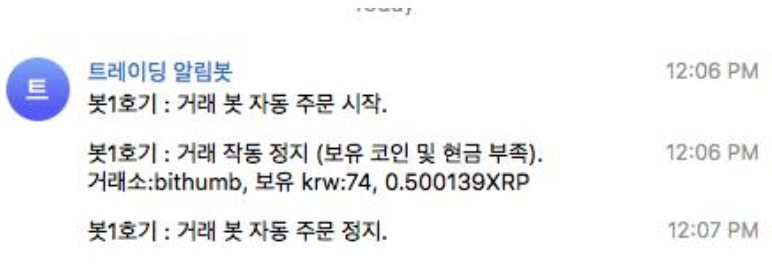 Today
트
트레이딩 알림봇
12:06 PM
봇1호기 : 거래 봇 자동 주문 시작.
봇1호기 : 거래 작동 정지 (보유 코인 및 현금 부족).
12:06 PM
거래소:bithumb, 보유 krw:74, 0.500139XRP
봇1호기 : 거래 봇 자동 주문 정지.
12:07 PM